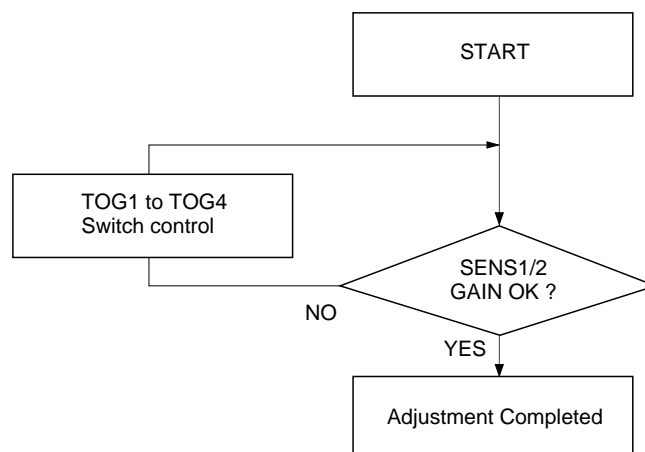 START
TOG1 to TOG4
Switch control
SENS1/2
GAIN OK ?
NO
YES
Adjustment Completed